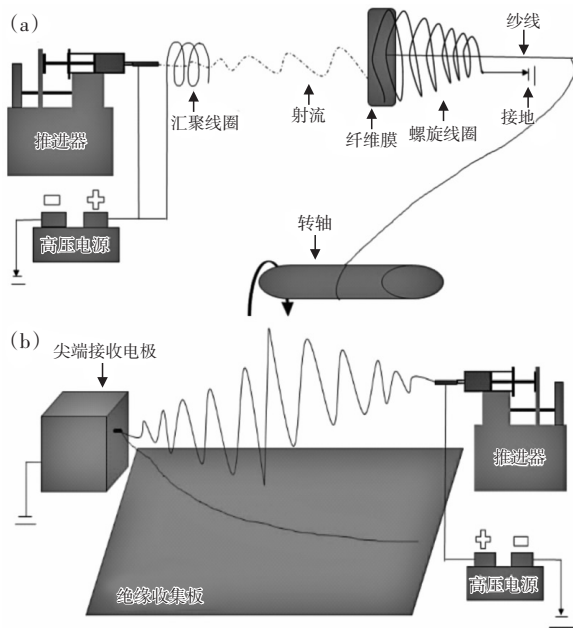 (a)
纱线
汇聚线圈
射流
纤维膜
螺旋线圈
接地
推进器
高压电源
转轴
(b)
尖端接收电极
推进器
绝缘收集板
高压电源